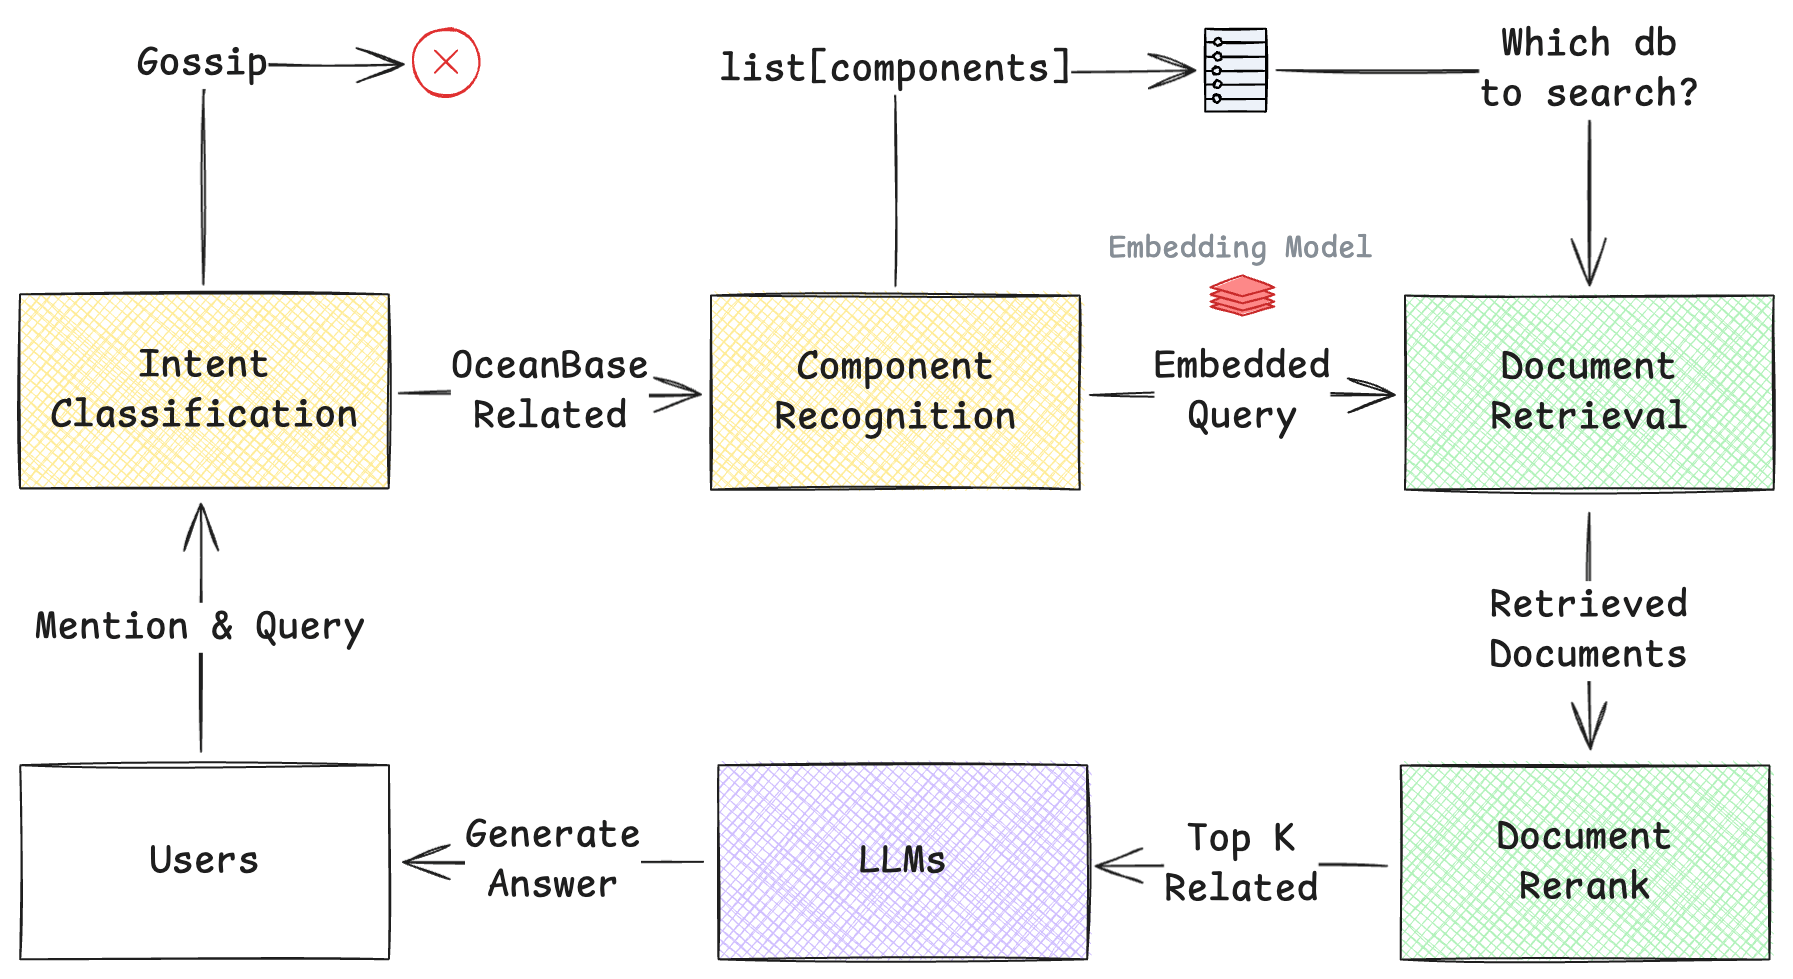 Gossip
list[components]
Which db
to search?
Embedding Model
Intent
Classification
OceanBase
Related
Component
Recognition
Embedded
Query
Document
Retrieval
Mention & Query
Retrieved
Documents
Users
Generate
Answer
LLMs
Top K
Related
Document
Rerank